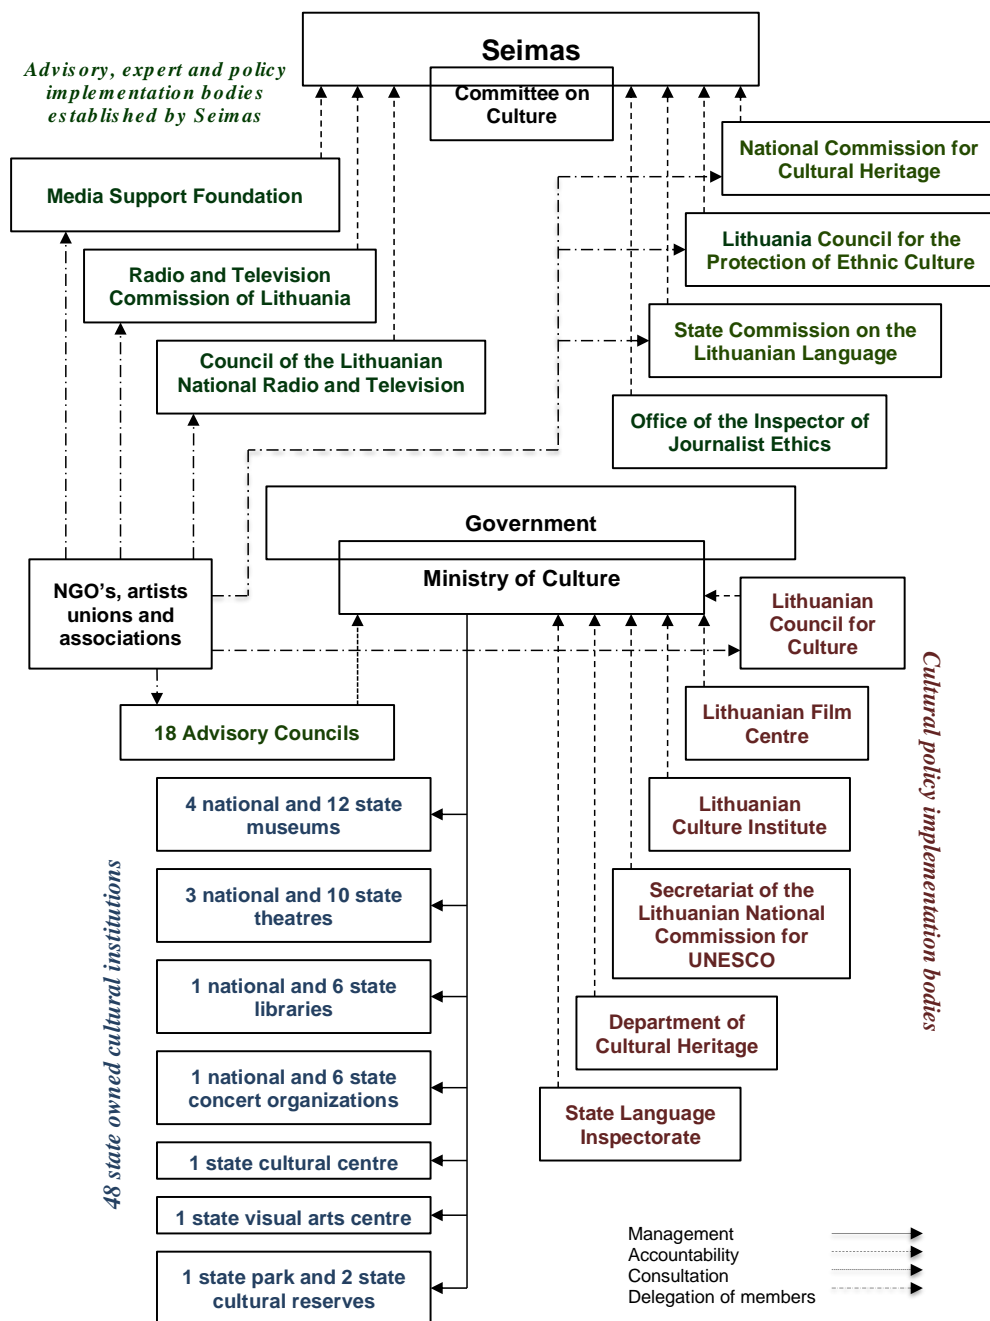 Seimas
Committee on
Culture
Advisory, expert and policy
implementation bodies
established by Seimas
National Commission for
Cultural Heritage
Media Support Foundation
Lithuania Council for the
Protection of Ethnic Culture
Radio and Television
Commission of Lithuania
State Commission on the
Lithuanian Language
Council of the Lithuanian
National Radio and Television
Office of the Inspector of
Journalist Ethics
Government
Ministry of Culture
NGO's, artists
unions and
associations
Lithuanian
Council for
Culture
18 Advisory Councils
Lithuanian Film
Centre
4 national and 12 state
museums
Lithuanian
Culture Institute
3 national and 10 state
theatres
Secretariat of the
Lithuanian National
Commission for
UNESCO
1 national and 6 state
libraries
Department of
Cultural Heritage
1 national and 6 state
concert organizations
State Language
Inspectorate
1 state cultural centre
1 state visual arts centre
1 state park and 2 state
cultural reserves
48 state owned cultural institutions
Cultural policy implementation bodies
Management
Accountability
Consultation
Delegation of members